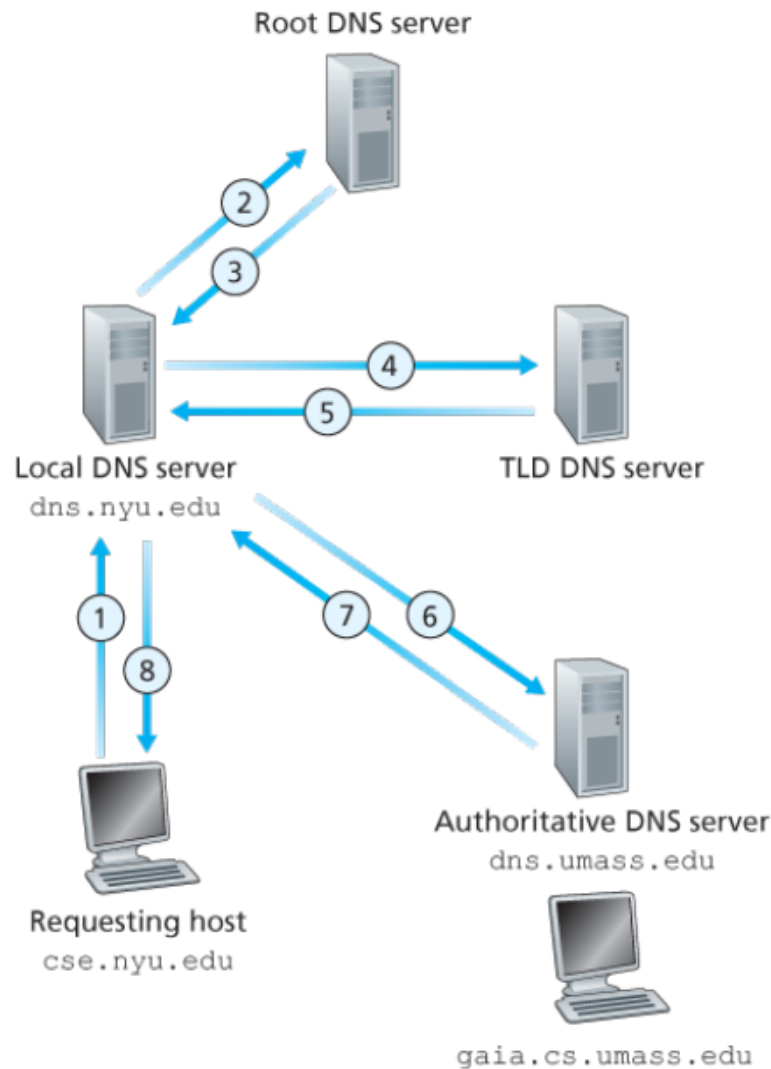 Root DNS server
2
3
4
5
Local DNS server
dns.nyu.edu
TLD DNS server
1
8
7
6
Requesting host
cse.nyu.edu
Authoritative DNS server
dns.umass.edu
gaia.cs.umass.edu